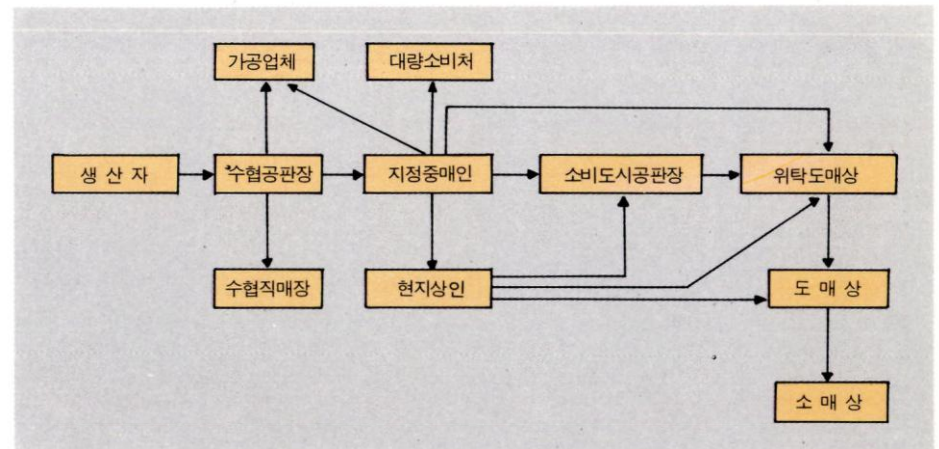 가공업체
대량소비처
생 산 자
수협공판장
지정중매인
소비도시공판장
위탁도매상
수협직매장
현지상인
도 매 상
소 매 상